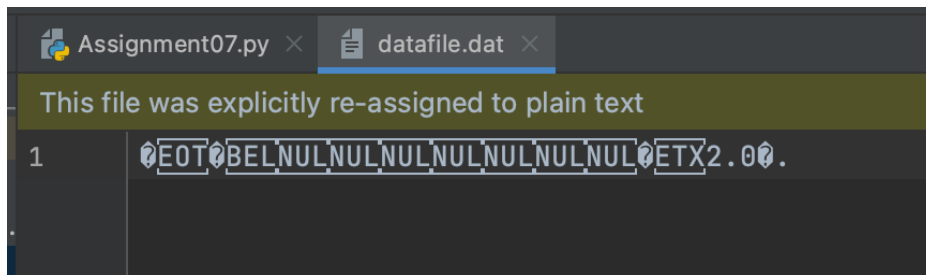 Assignment07.py × datafile.dat ×
This file was explicitly re-assigned to plain text
1 �EOT�BELNULNULNULNULNULNULNUL�ETX2.0�.